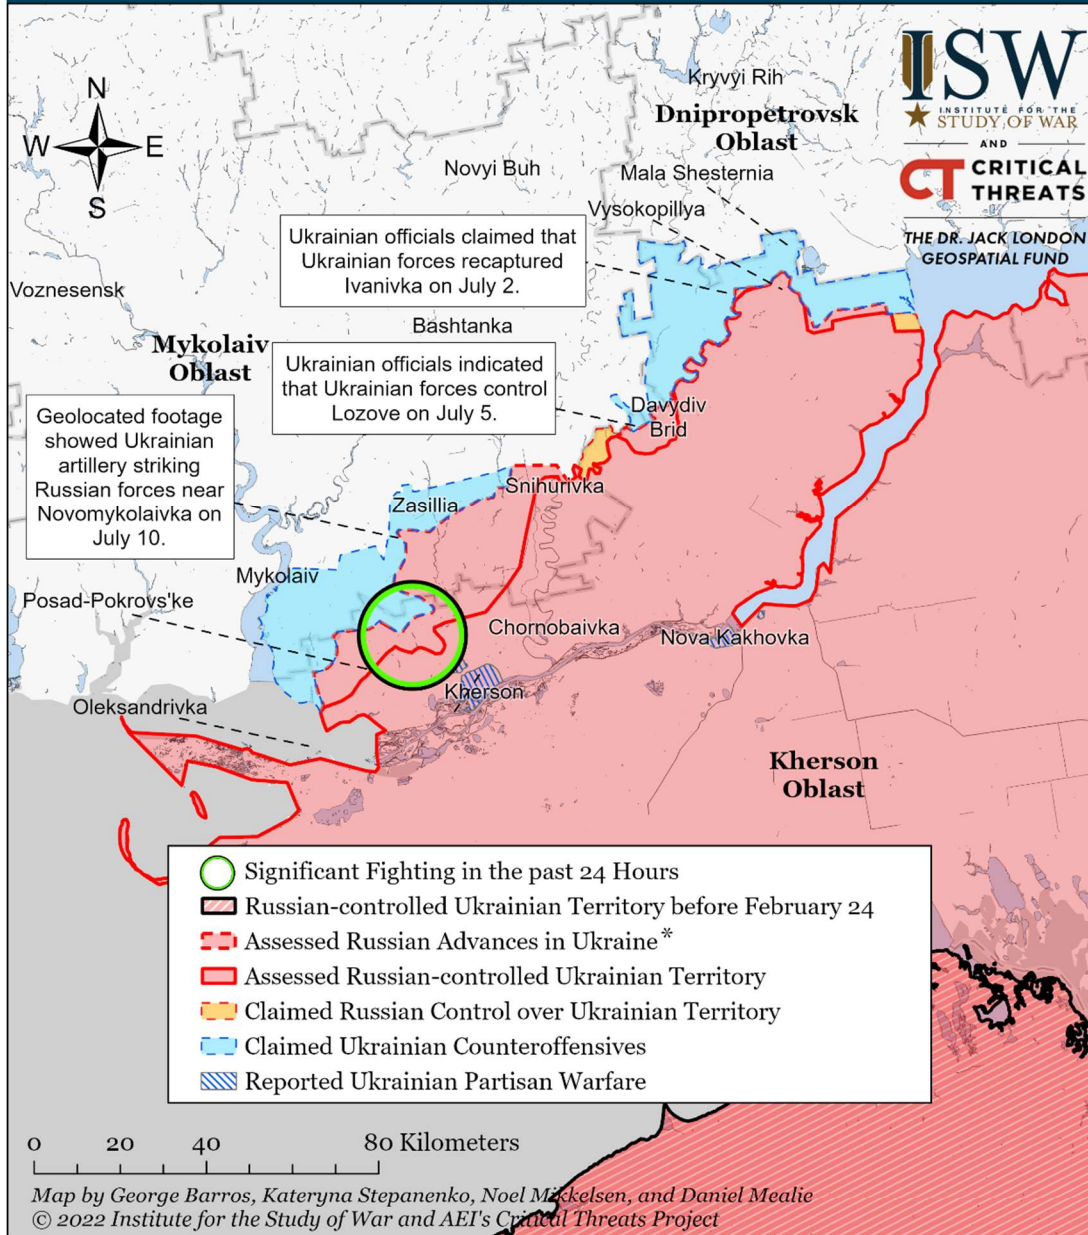 ISW
INSTITUTE FOR THE
STUDY OF WAR
AND
CT CRITICAL
THREATS
THE DR. JACK LONDON
GEOSPATIAL FUND
N
W
E
S
Kryvyi Rih
Dnipropetrovsk
Oblast
Novyi Buh
Mala Shesternia
Vysokopillya
Ukrainian officials claimed that
Ukrainian forces recaptured
Ivanivka on July 2.
Voznesensk
Bashtanka
Mykolaiv
Oblast
Ukrainian officials indicated
that Ukrainian forces control
Lozove on July 5.
Davydiv
Brid
Geolocated footage
showed Ukrainian
artillery striking
Russian forces near
Novomykolaivka on
July 10.
Snihurivka
Zasillia
Mykolaiv
Posad-Pokrovs'ke
Chornobaivka
Nova Kakhovka
Kherson
Oleksandrivka
Kherson
Oblast
Significant Fighting in the past 24 Hours
Russian-controlled Ukrainian Territory before February 24
Assessed Russian Advances in Ukraine*
Assessed Russian-controlled Ukrainian Territory
Claimed Russian Control over Ukrainian Territory
Claimed Ukrainian Counteroffensives
Reported Ukrainian Partisan Warfare
0 20 40 80 Kilometers
Map by George Barros, Kateryna Stepanenko, Noel Mikkelsen, and Daniel Mealie
© 2022 Institute for the Study of War and AEI's Critical Threats Project